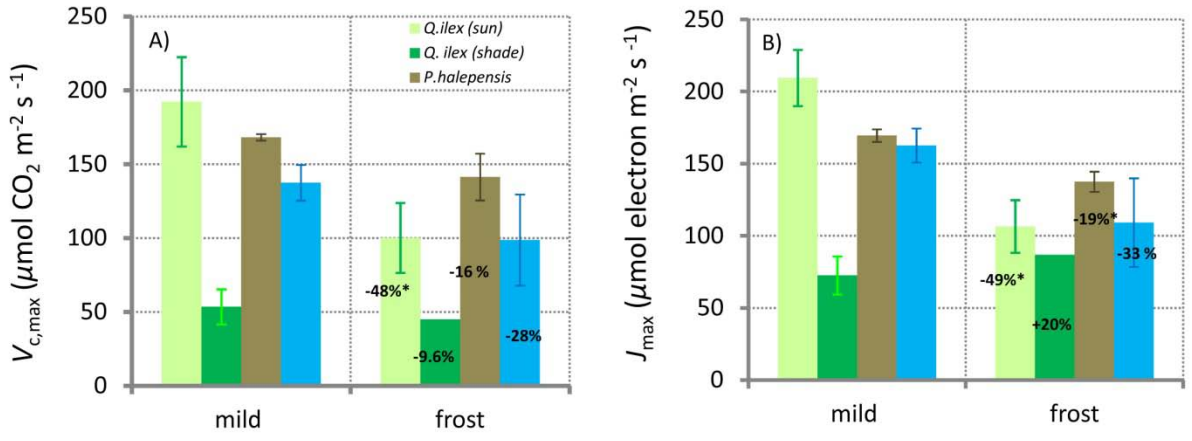 A)
Q.ilex (sun)
Q. ilex (shade)
P.halepensis
V c,max (µmol CO2 m-2 s -1)
250
200
150
100
50
0
-48%*
-9.6%
-16 %
-28%
mild
frost
B)
J max (µmol electron m-2 s -1)
250
200
150
100
50
0
-49%*
+20%
-19%*
-33 %
mild
frost